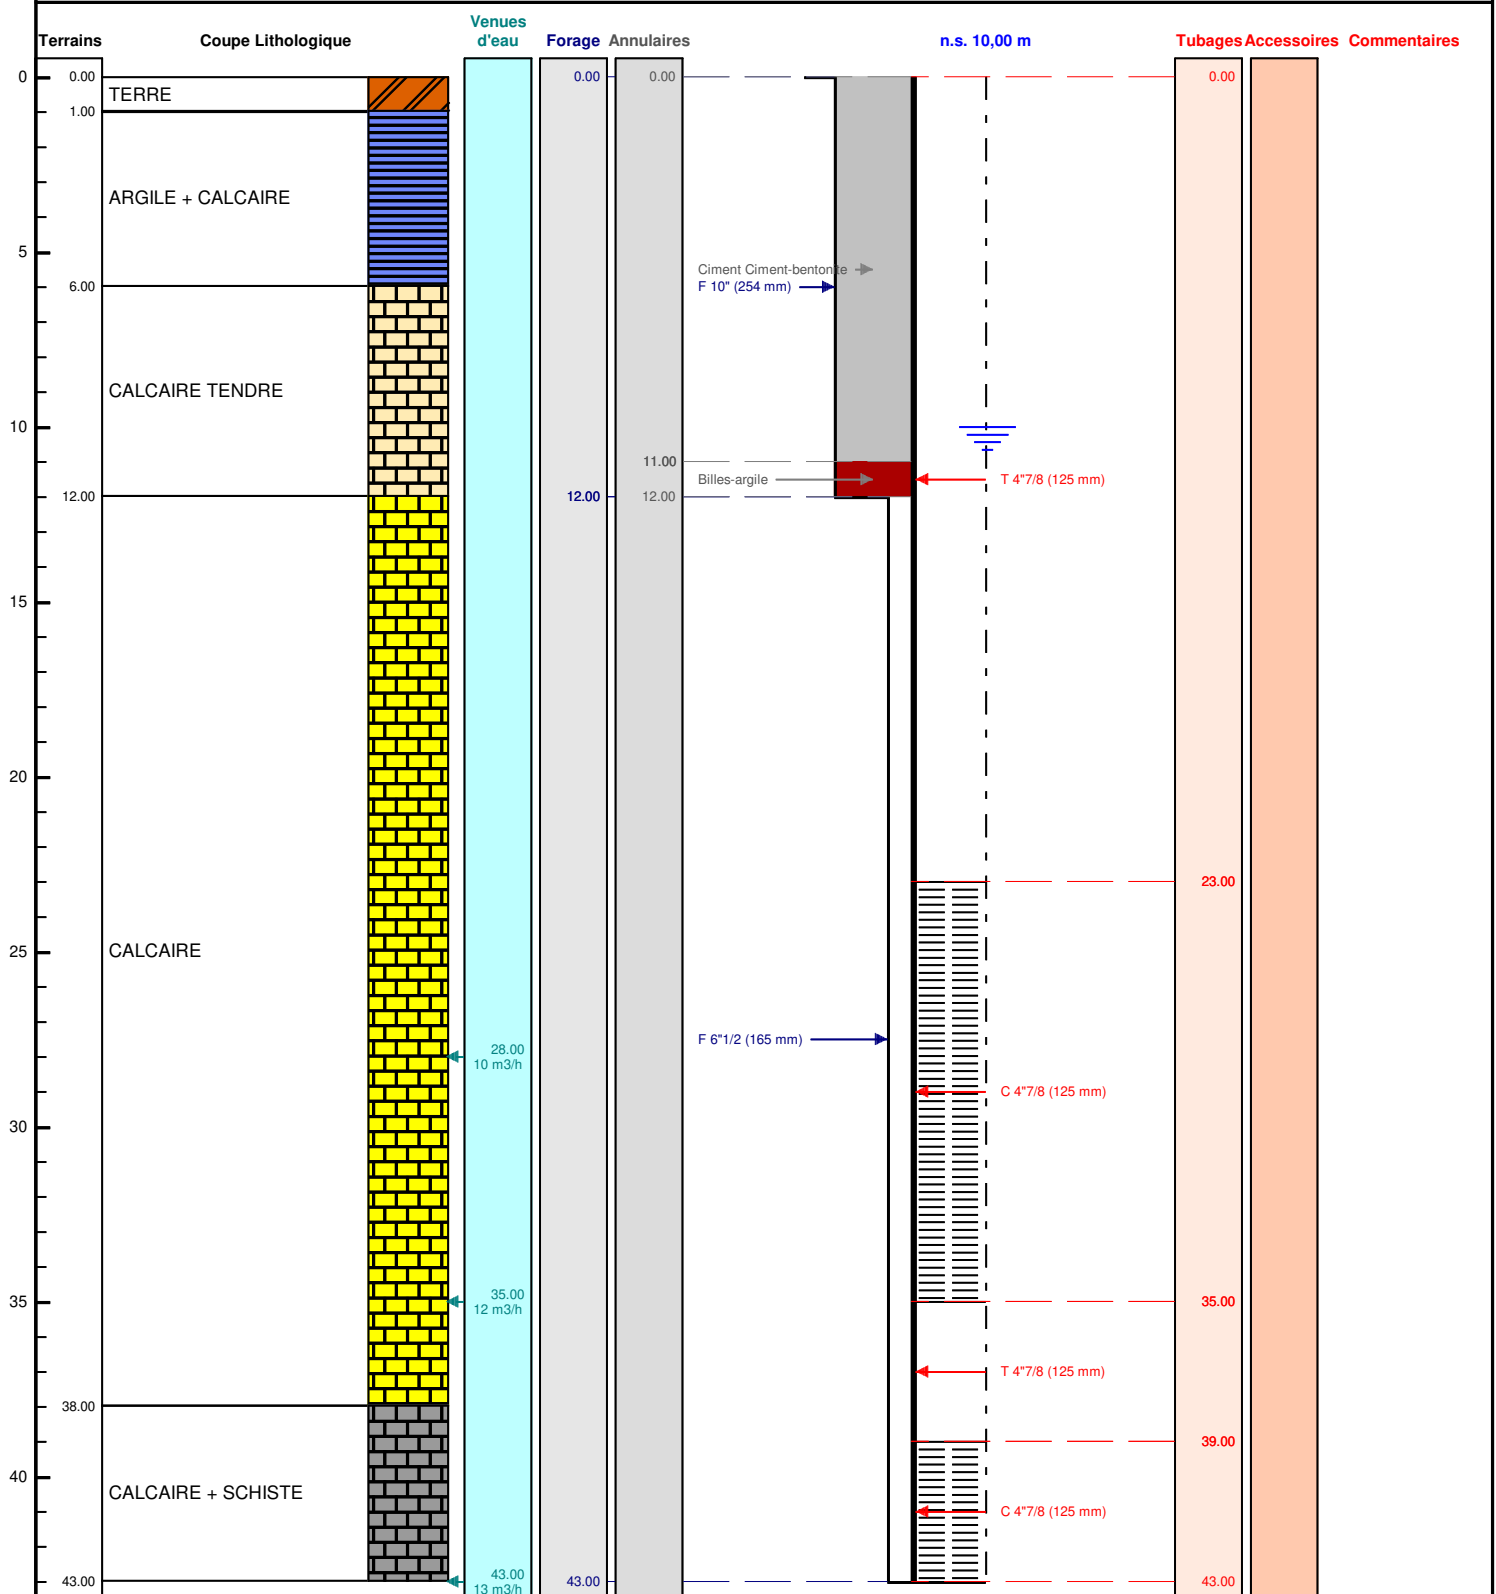 Venues
Terrains Coupe Lithologique d'eau Forage Annulaires n.s. 10,00 m Tubages Accessoires Commentaires
0 0.00 0.00 0.00 0.00
TERRE
1.00
ARGILE + CALCAIRE
5
Ciment Ciment-bentonite
6.00 F 10" (254 mm)
CALCAIRE TENDRE
10
11.00
Billes-argile T 4"7/8 (125 mm)
12.00 12.00 12.00
15
20
23.00
25 CALCAIRE
F 6"1/2 (165 mm)
28.00
10 m3/h
C 4"7/8 (125 mm)
30
35 35.00 35.00
12 m3/h
T 4"7/8 (125 mm)
38.00
39.00
40
CALCAIRE + SCHISTE
C 4"7/8 (125 mm)
43.00 43.00 43.00 43.00
13 m3/h